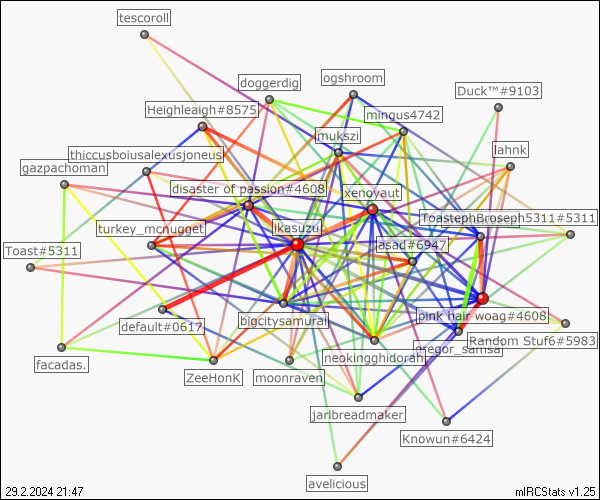 tescoroll
doggerdig
ogshroom
Duck™#9103
Heighleaigh#8575
mingus4742
mukszi
lahnk
thiccusboiusalexusjoneus
gazpachoman
disaster of passion#4608
xenoyaut
ToastephBroseph5311#5311
turkey_mcnugget
likasuzu
asad#6947
Toast#5311
default#0617
bigcitysamurai
pink hair woag#4608
gregor_samsa
Random Stuf6#5983
neokingghidorah
facadas.
ZeeHonK
moonraven
jarlbreadmaker
Knowun#6424
avelicious
29.2.2024 21:47
mIRCStats v1.25